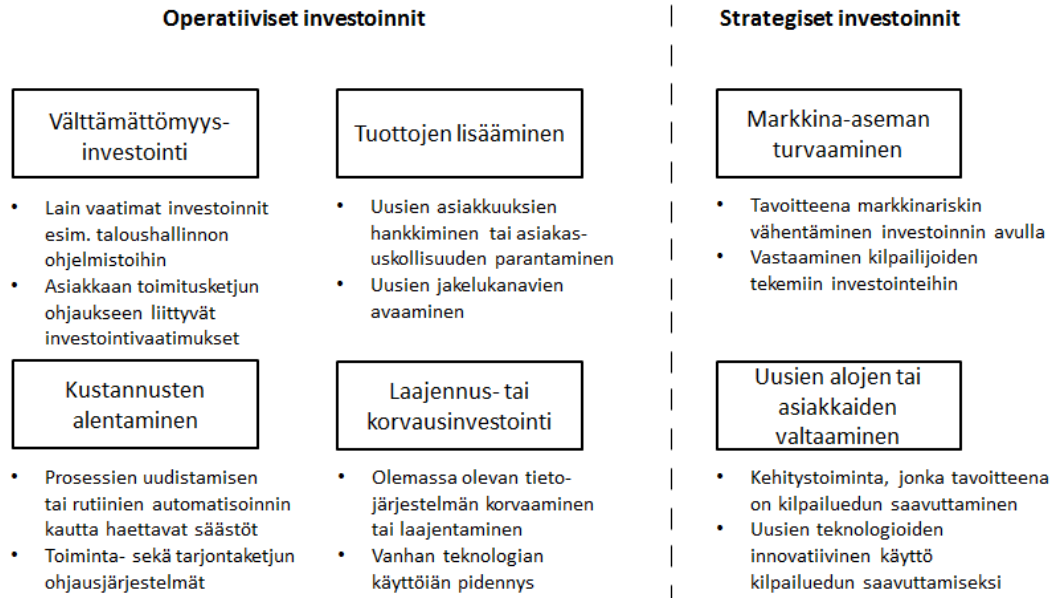 Operatiiviset investoinnit
Strategiset investoinnit
Välttämättömyys-
investointi
• Lain vaatimat investoinnit
esim. taloushallinnon
ohjelmistoihin
• Asiakkaan toimitusketjun
ohjaukseen liittyvät
investointivaatimukset
Tuottojen lisääminen
• Uusien asiakkuuksien
hankkiminen tai asiakas-
uskollisuuden parantaminen
• Uusien jakelukanavien
avaaminen
Markkina-aseman
turvaaminen
• Tavoitteena markkinariskin
vähentäminen investoinnin avulla
• Vastaaminen kilpailijoiden
tekemiin investointeihin
Kustannusten
alentaminen
• Prosessien uudistamisen
tai rutiinien automatisoinnin
kautta haettavat säästöt
• Toiminta- sekä tarjontaketjun
ohjausjärjestelmät
Laajennus- tai
korvausinvestointi
• Olemassa olevan tieto-
järjestelmän korvaaminen
tai laajentaminen
• Vanhan teknologian
käyttöiän pidennys
Uusien alojen tai
asiakkaiden
valtaaminen
• Kehitystoiminta, jonka tavoitteena
on kilpailuedun saavuttaminen
• Uusien teknologioiden
innovatiivinen käyttö
kilpailuedun saavuttamiseksi